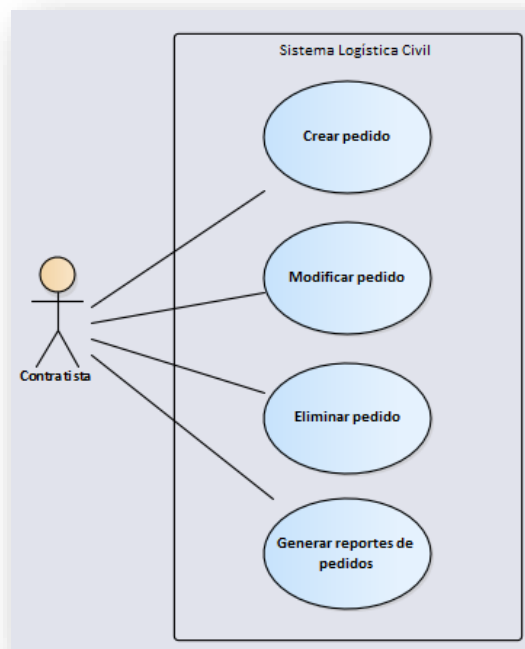 Sistema Logística Civil
Crear pedido
Modificar pedido
Contratista
Eliminar pedido
Generar reportes de
pedidos